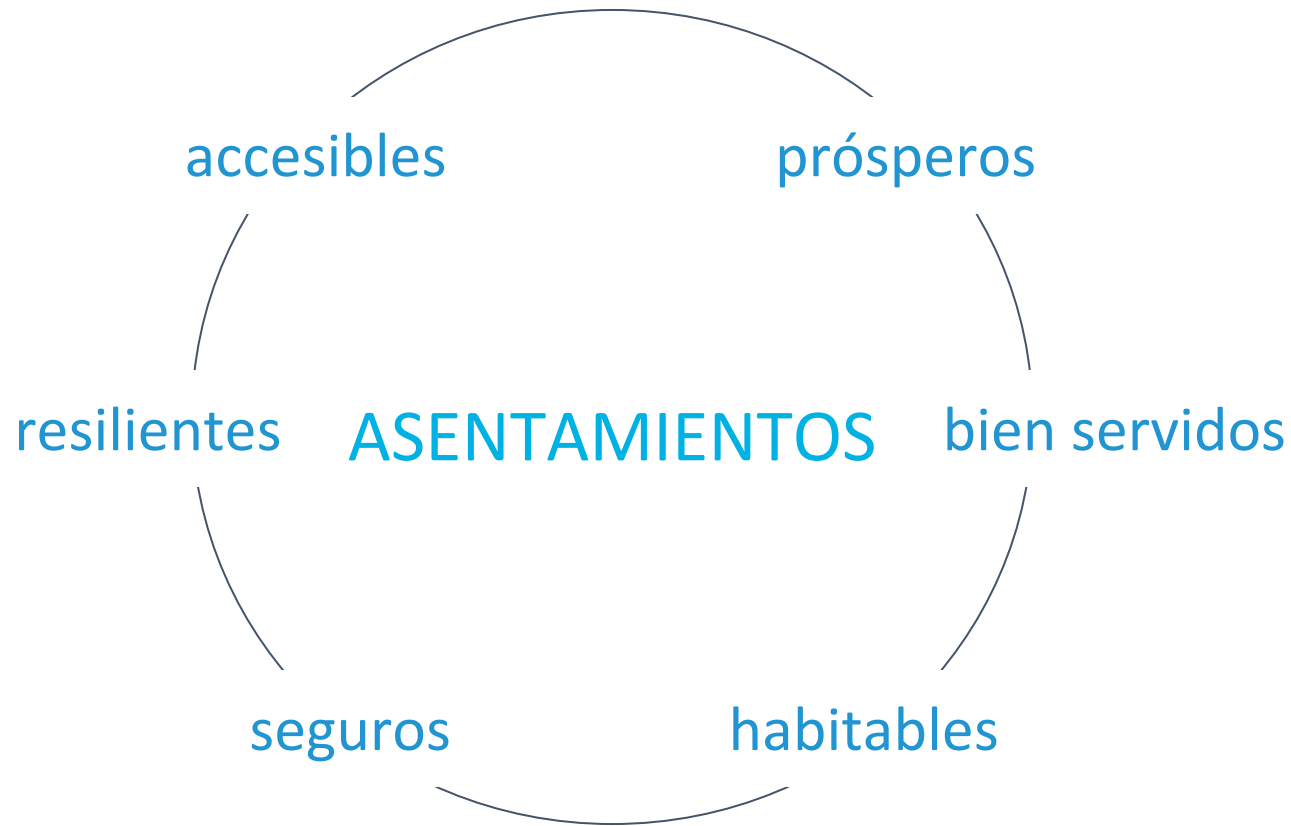 accesibles
prósperos
resilientes
ASENTAMIENTOS
bien servidos
seguros
habitables